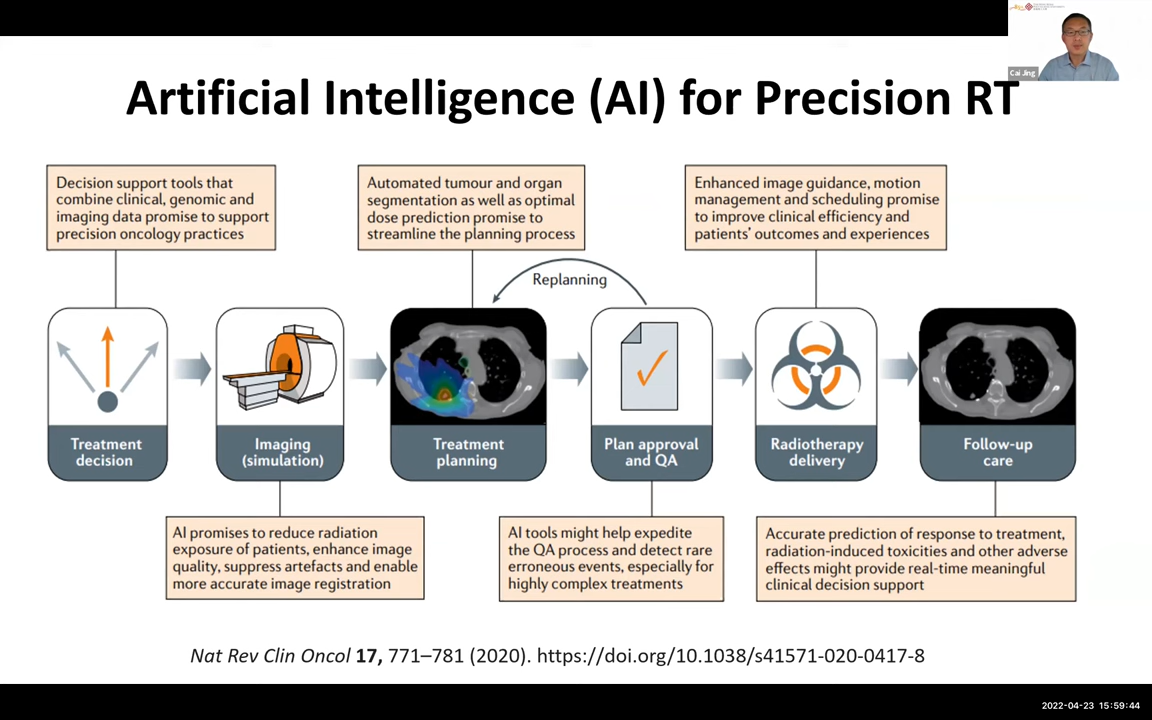 Cai Jing
Artificial Intelligence (AI) for Precision RT
Decision support tools that
combine clinical, genomic and
imaging data promise to support
precision oncology practices
Automated tumour and organ
segmentation as well as optimal
dose prediction promise to
streamline the planning process
Enhanced image guidance, motion
management and scheduling promise
to improve clinical efficiency and
patients' outcomes and experiences
Replanning
Treatment
decision
Imaging
(simulation)
Treatment
planning
Plan approval
and QA
Radiotherapy
delivery
Follow-up
care
AI promises to reduce radiation
exposure of patients, enhance image
quality, suppress artefacts and enable
more accurate image registration
AI tools might help expedite
the QA process and detect rare
erroneous events, especially for
highly complex treatments
Accurate prediction of response to treatment,
radiation-induced toxicities and other adverse
effects might provide real-time meaningful
clinical decision support
Nat Rev Clin Oncol 17, 771–781 (2020). https://doi.org/10.1038/s41571-020-0417-8
2022-04-23 15:59:44